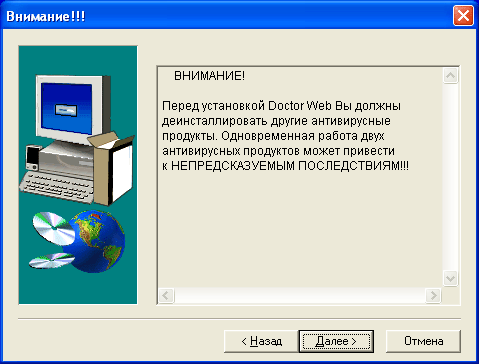 Внимание!!!
ВНИМАНИЕ!
Перед установкой Doctor Web Вы должны
деинсталлировать другие антивирусные
продукты. Одновременная работа двух
антивирусных продуктов может привести
к НЕПРЕДСКАЗУЕМЫМ ПОСЛЕДСТВИЯМ!!!
< Назад
Далее >
Отмена